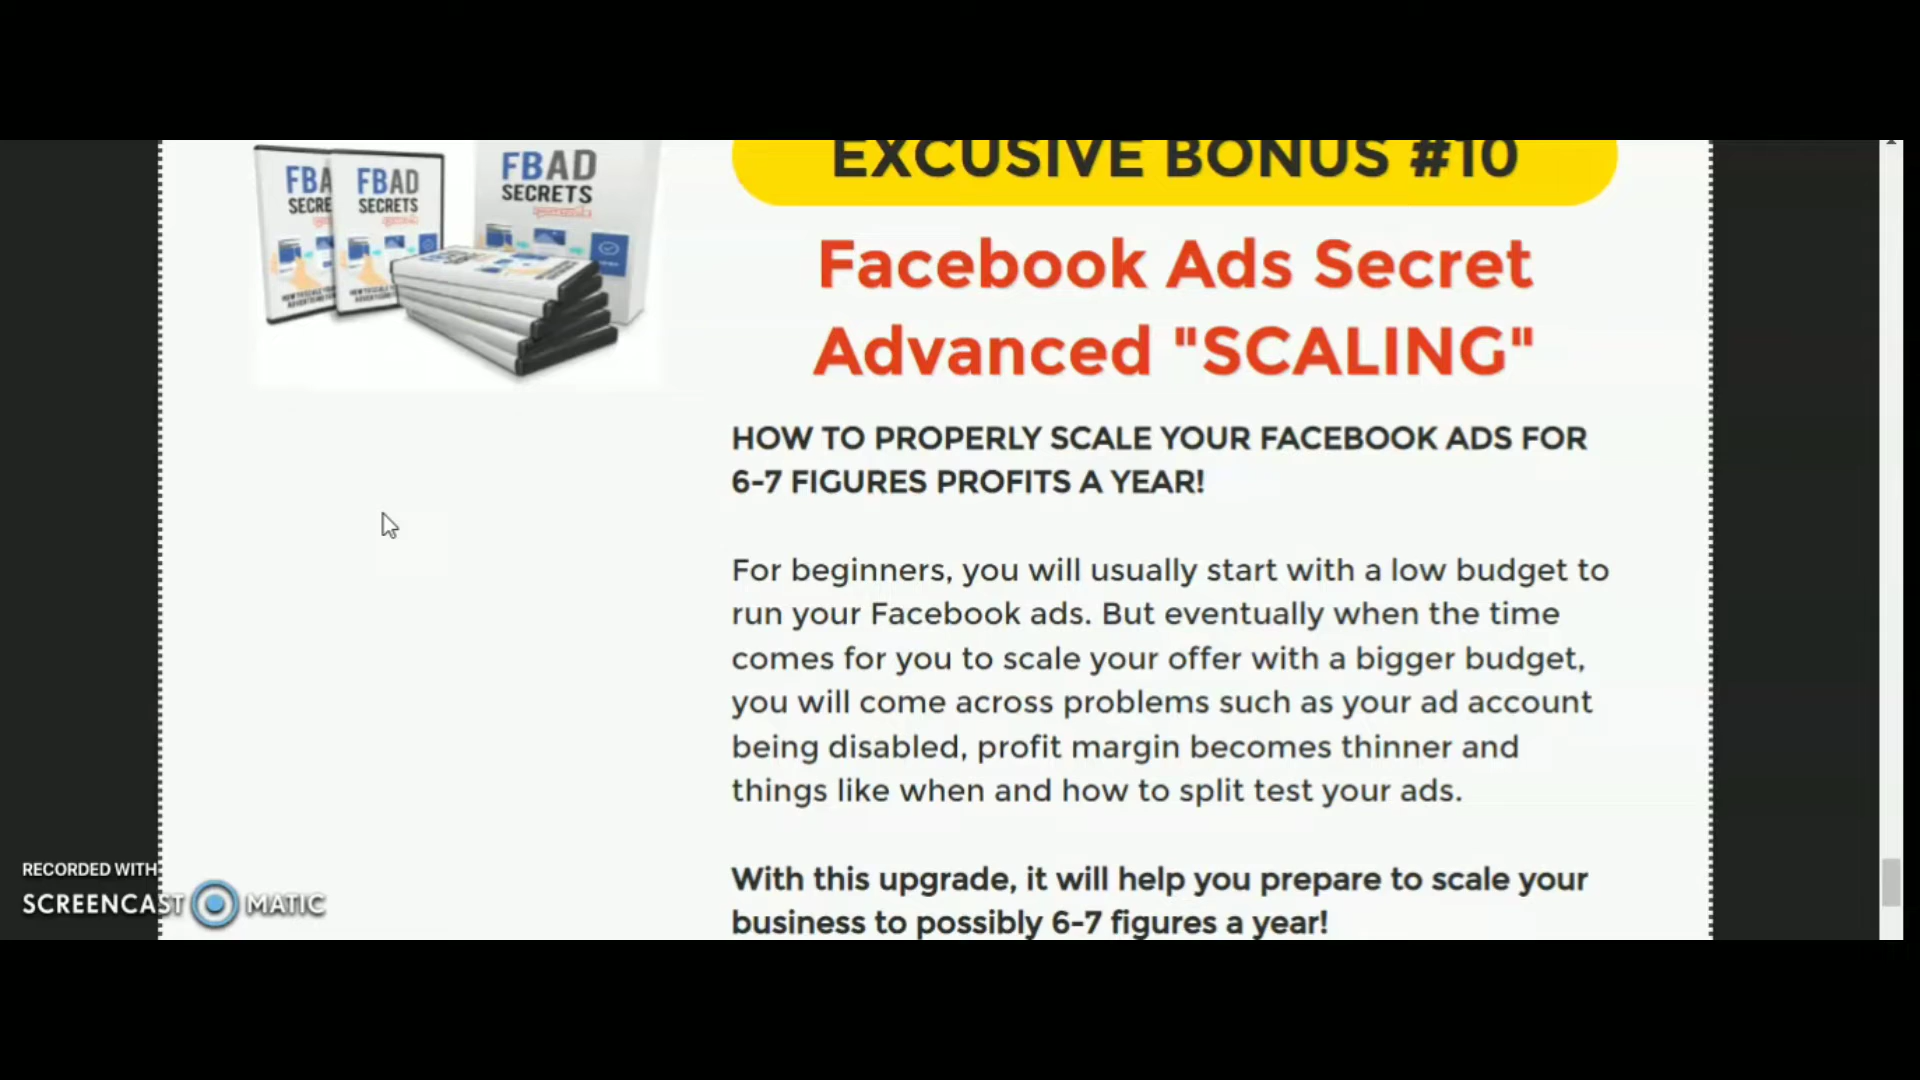 EXCUSIVE BONUS #10
FBAD
SECRETS
FBAD
SECRETS
Facebook Ads Secret
Advanced "SCALING"
HOW TO PROPERLY SCALE YOUR FACEBOOK ADS FOR
6-7 FIGURES PROFITS A YEAR!
For beginners, you will usually start with a low budget to
run your Facebook ads. But eventually when the time
comes for you to scale your offer with a bigger budget,
you will come across problems such as your ad account
being disabled, profit margin becomes thinner and
things like when and how to split test your ads.
With this upgrade, it will help you prepare to scale your
business to possibly 6-7 figures a year!
RECORDED WITH
SCREENCAST MATIC